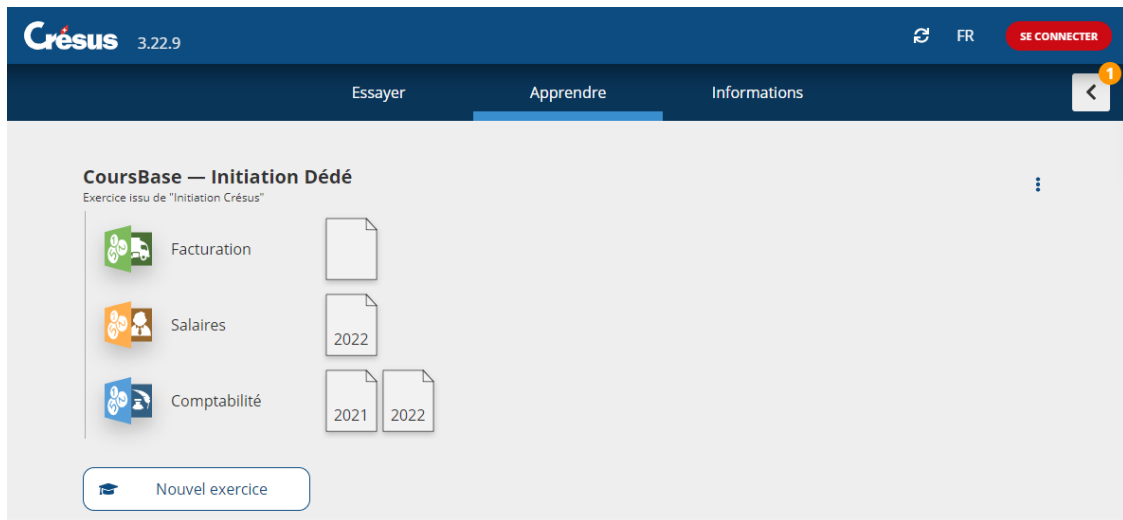 Crésus 3.22.9 FR SE CONNECTER
1
Essayer Apprendre Informations
CoursBase — Initiation Dédé
Exercice issu de "Initiation Crésus"
Facturation
Salaires 2022
Comptabilité 2021 2022
Nouvel exercice